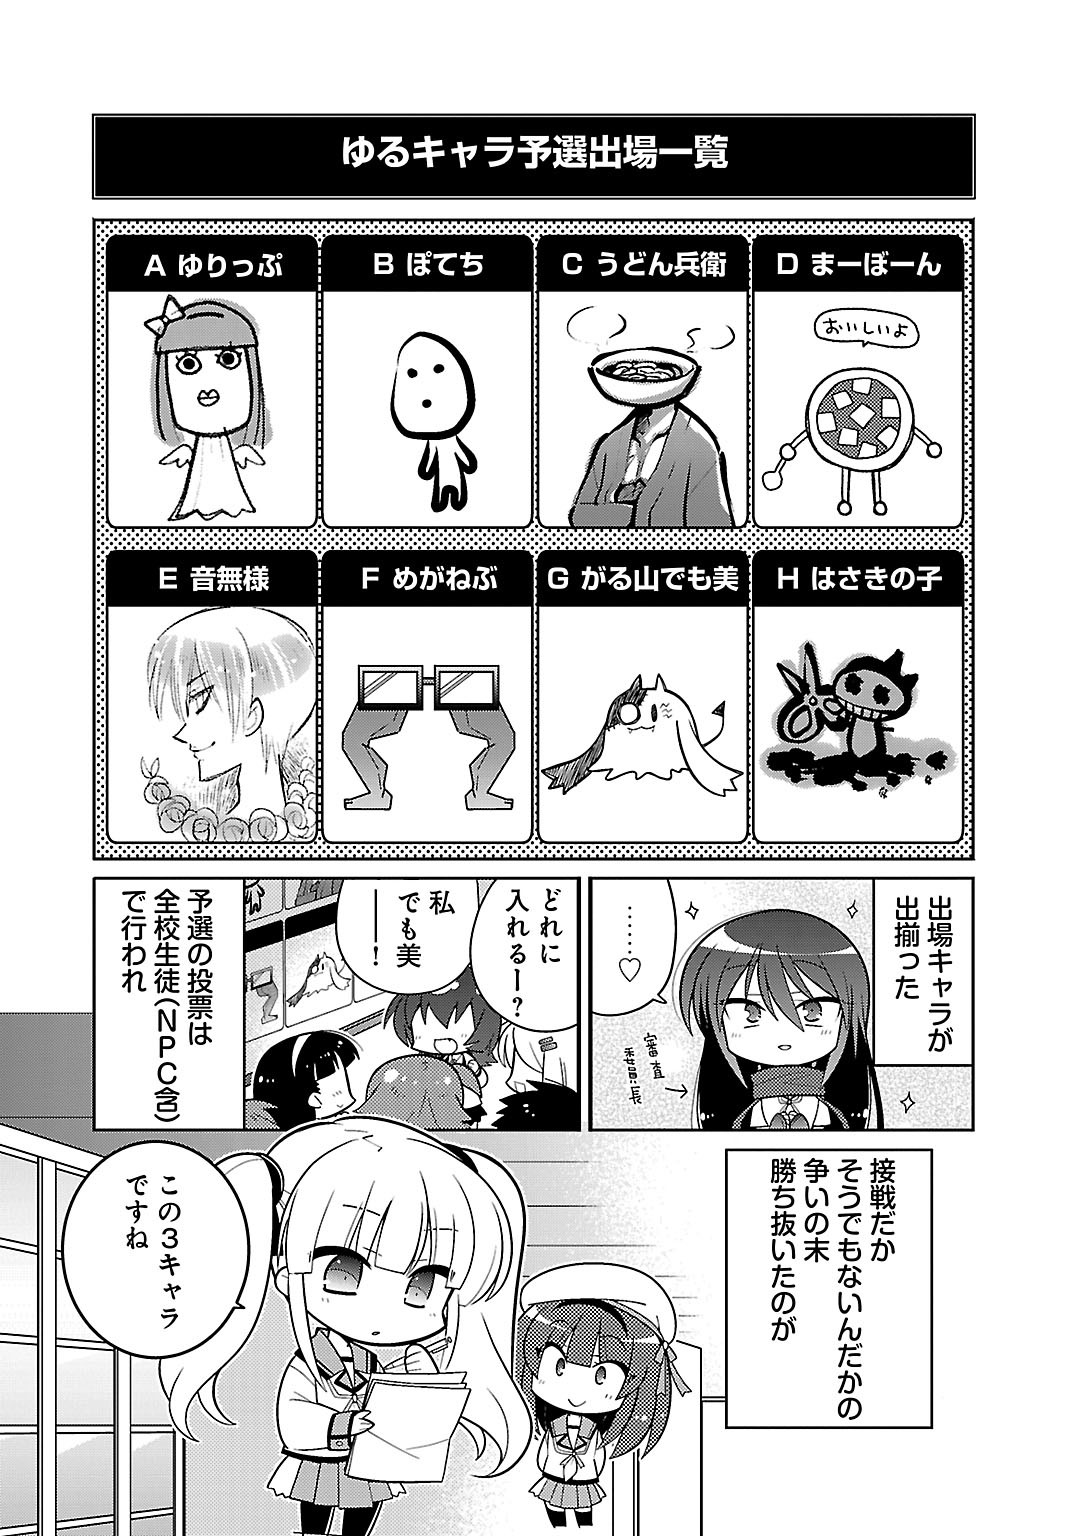 ゆるキャラ予選出場一覧
A ゆりっぷ
B ぽてち
C うどん兵衛
D まーぼーん
おいしいよ
E 音無様
F めがねぶ
G がる山でも美
H はさきの子
出場キャラが
出揃った
……♡
審査
委員長
どれに
入れるー?
私
でも美
――!
予選の投票は
全校生徒(NPC含)
で行われ
接戦だか
そうでもないんだかの
争いの末
勝ち抜いたのが
この3キャラ
ですね